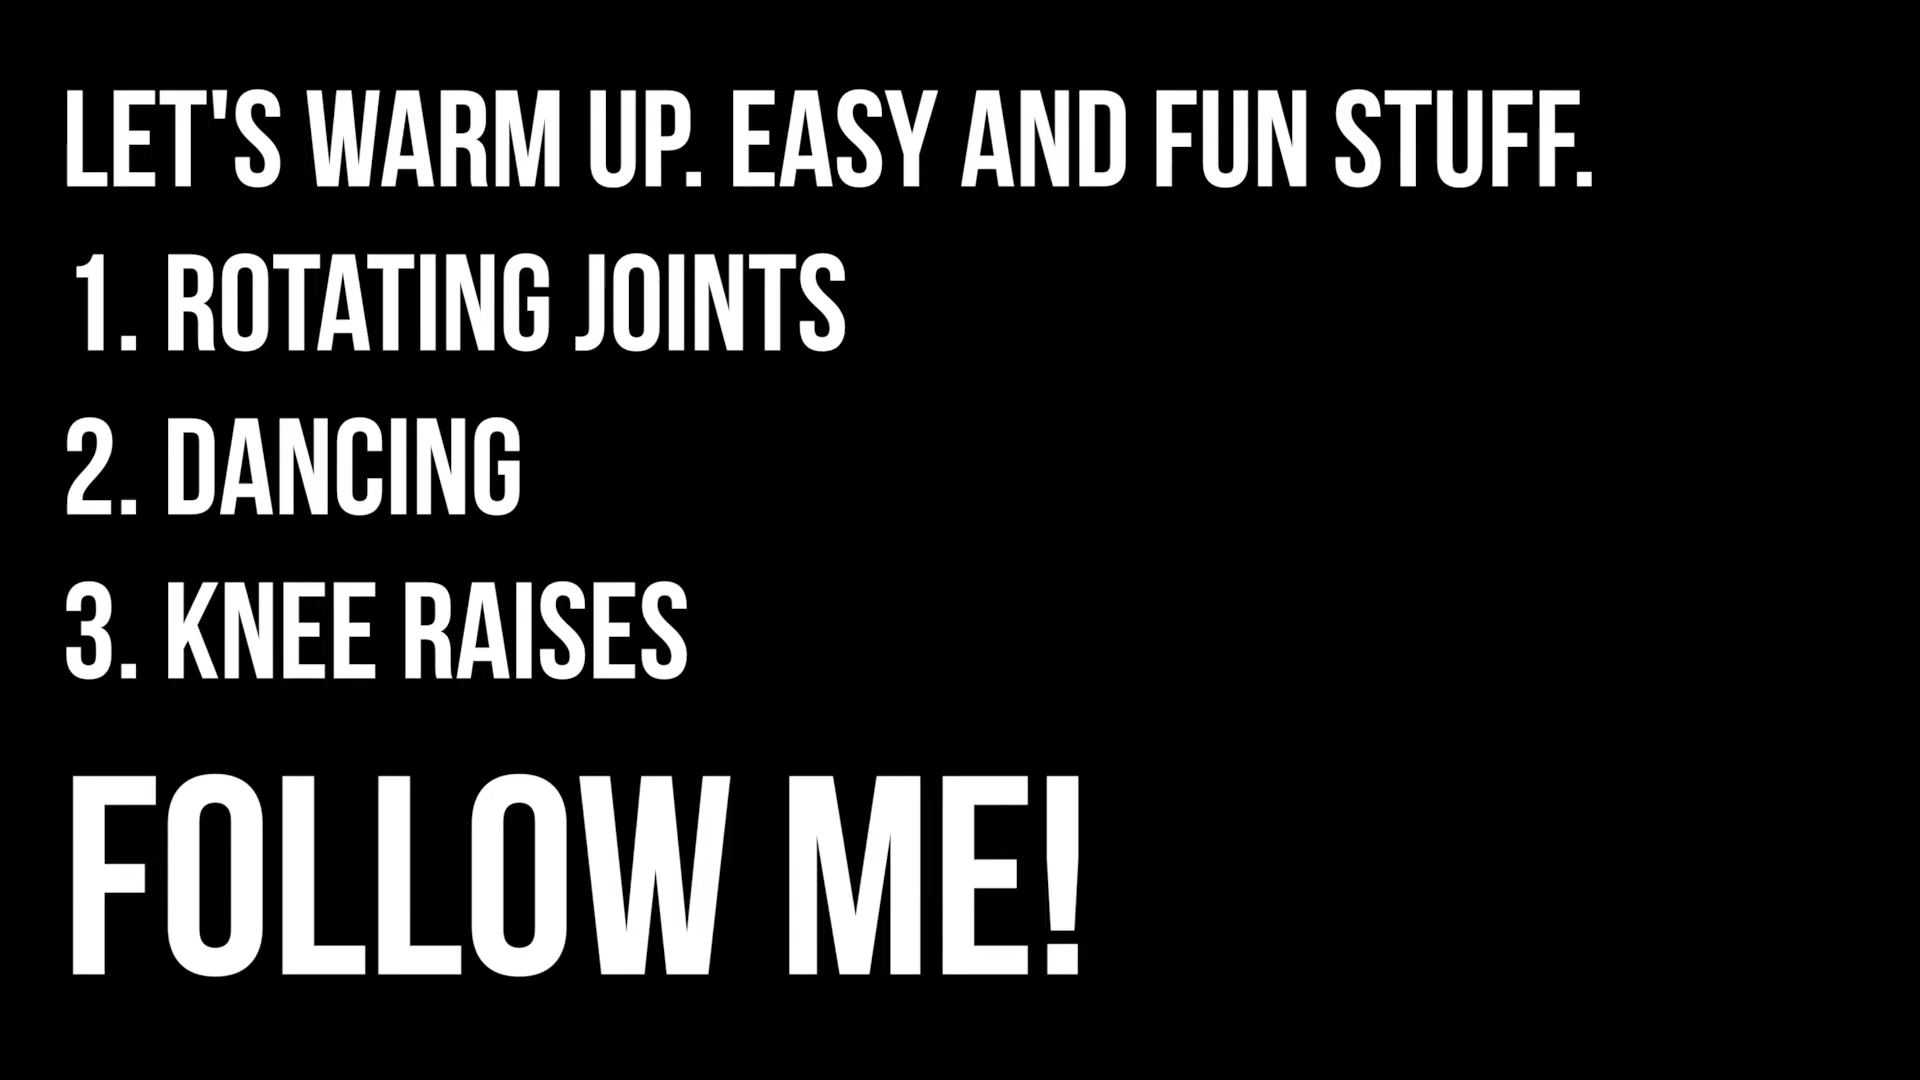 LET'S WARM UP. EASY AND FUN STUFF.
1. ROTATING JOINTS
2. DANCING
3. KNEE RAISES
FOLLOW ME!